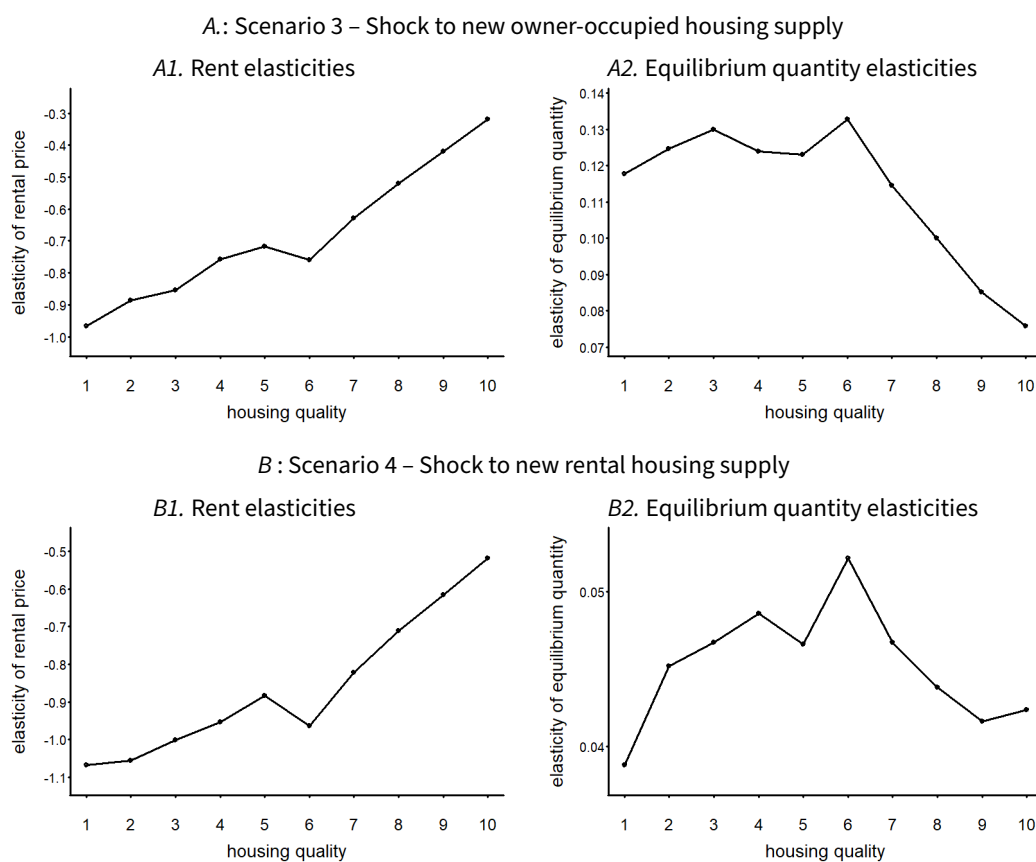 A.: Scenario 3 – Shock to new owner-occupied housing supply
A1. Rent elasticities
elasticity of rental price
-0.3
-0.4
-0.5
-0.6
-0.7
-0.8
-0.9
-1.0
1 2 3 4 5 6 7 8 9 10
housing quality
A2. Equilibrium quantity elasticities
elasticity of equilibrium quantity
0.14
0.13
0.12
0.11
0.10
0.09
0.08
0.07
1 2 3 4 5 6 7 8 9 10
housing quality
B : Scenario 4 – Shock to new rental housing supply
B1. Rent elasticities
elasticity of rental price
-0.5
-0.6
-0.7
-0.8
-0.9
-1.0
-1.1
1 2 3 4 5 6 7 8 9 10
housing quality
B2. Equilibrium quantity elasticities
elasticity of equilibrium quantity
0.05
0.04
1 2 3 4 5 6 7 8 9 10
housing quality